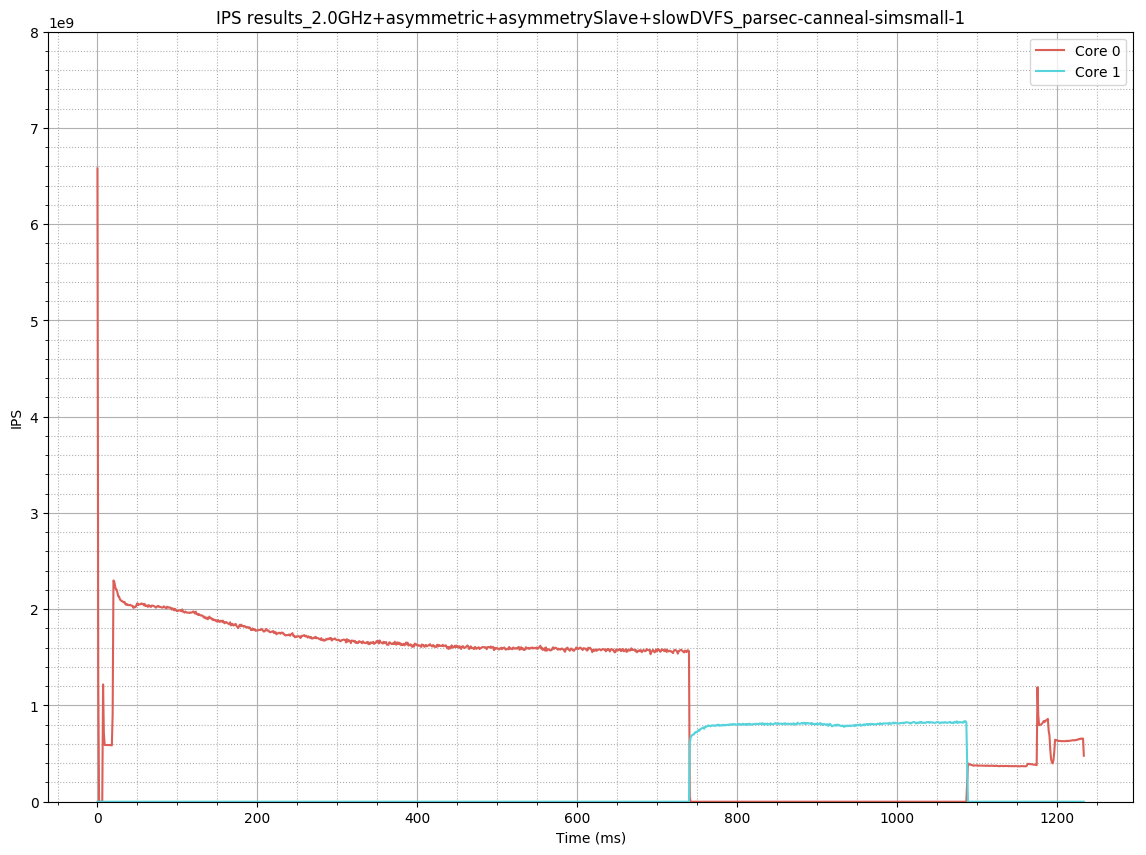 IPS results_2.0GHz+asymmetric+asymmetrySlave+slowDVFS_parsec-canneal-simsmall-1
1e9
Core 0
Core 1
8
7
6
5
4
3
2
1
0
IPS
0 200 400 600 800 1000 1200
Time (ms)